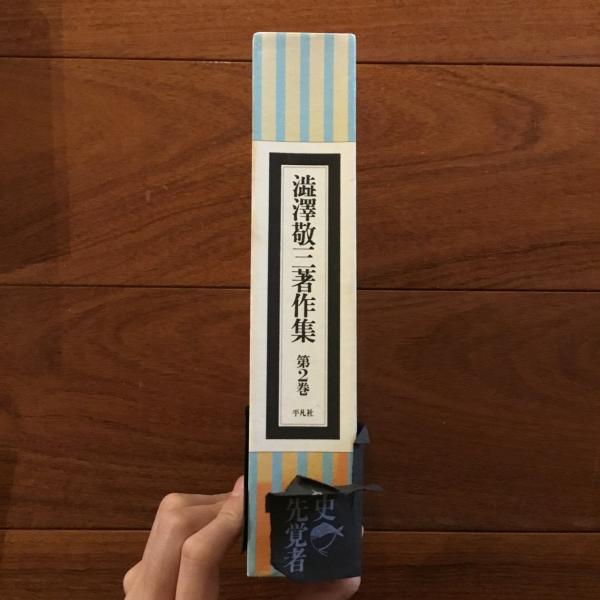 澁澤敬三著作集
第2巻
平凡社
史
先覚者